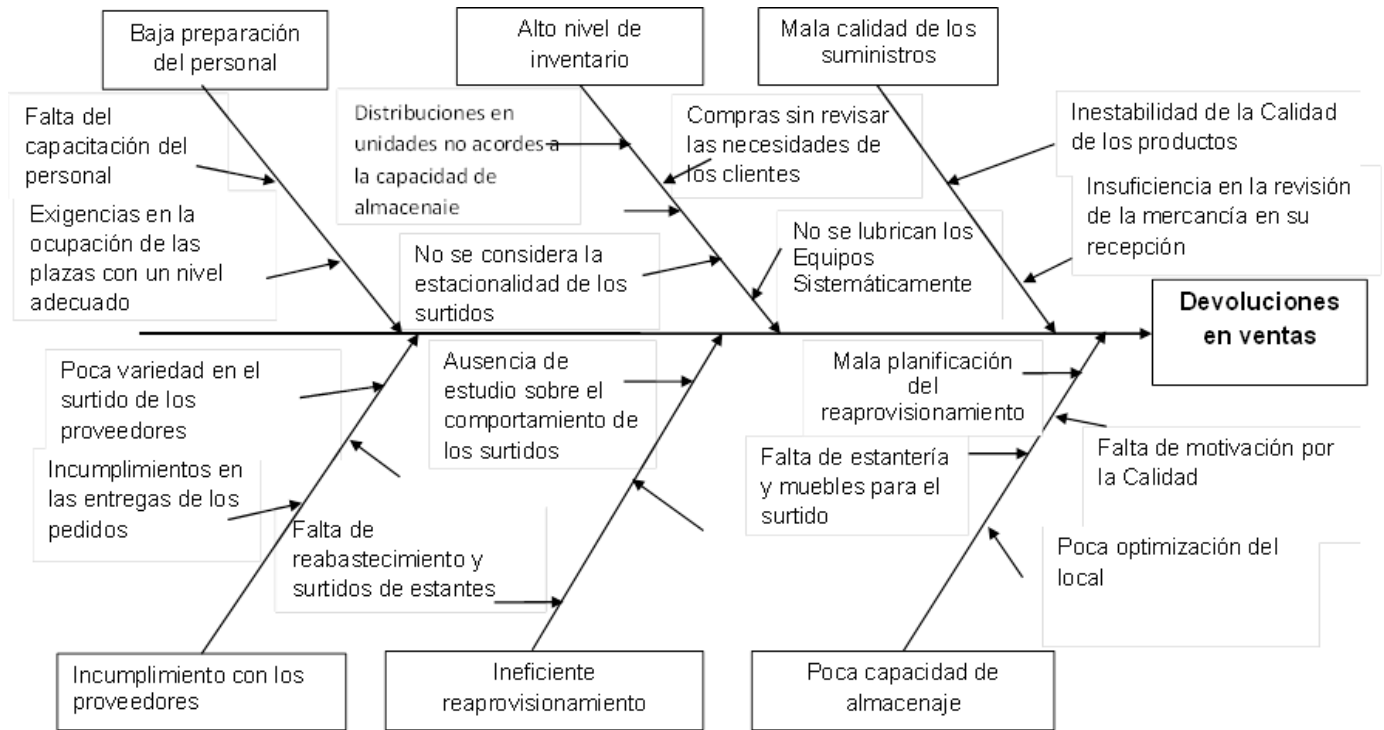 Baja preparación
del personal
Alto nivel de
inventario
Mala calidad de los
suministros
Falta del
capacitación del
personal
Distribuciones en
unidades no acordes a
la capacidad de
almacenaje
Compras sin revisar
las necesidades de
los clientes
Inestabilidad de la Calidad
de los productos
Exigencias en la
ocupación de las
plazas con un nivel
adecuado
No se considera la
estacionalidad de los
surtidos
No se lubrican los
Equipos
Sistemáticamente
Insuficiencia en la revisión
de la mercancía en su
recepción
Devoluciones
en ventas
Poca variedad en el
surtido de los
proveedores
Ausencia de
estudio sobre el
comportamiento de
los surtidos
Mala planificación
del
reaprovisionamiento
Incumplimientos en
las entregas de los
pedidos
Falta de
reabastecimiento y
surtidos de estantes
Falta de estantería
y muebles para el
surtido
Falta de motivación por
la Calidad
Poca optimización del
local
Incumplimiento con los
proveedores
Ineficiente
reaprovisionamiento
Poca capacidad de
almacenaje